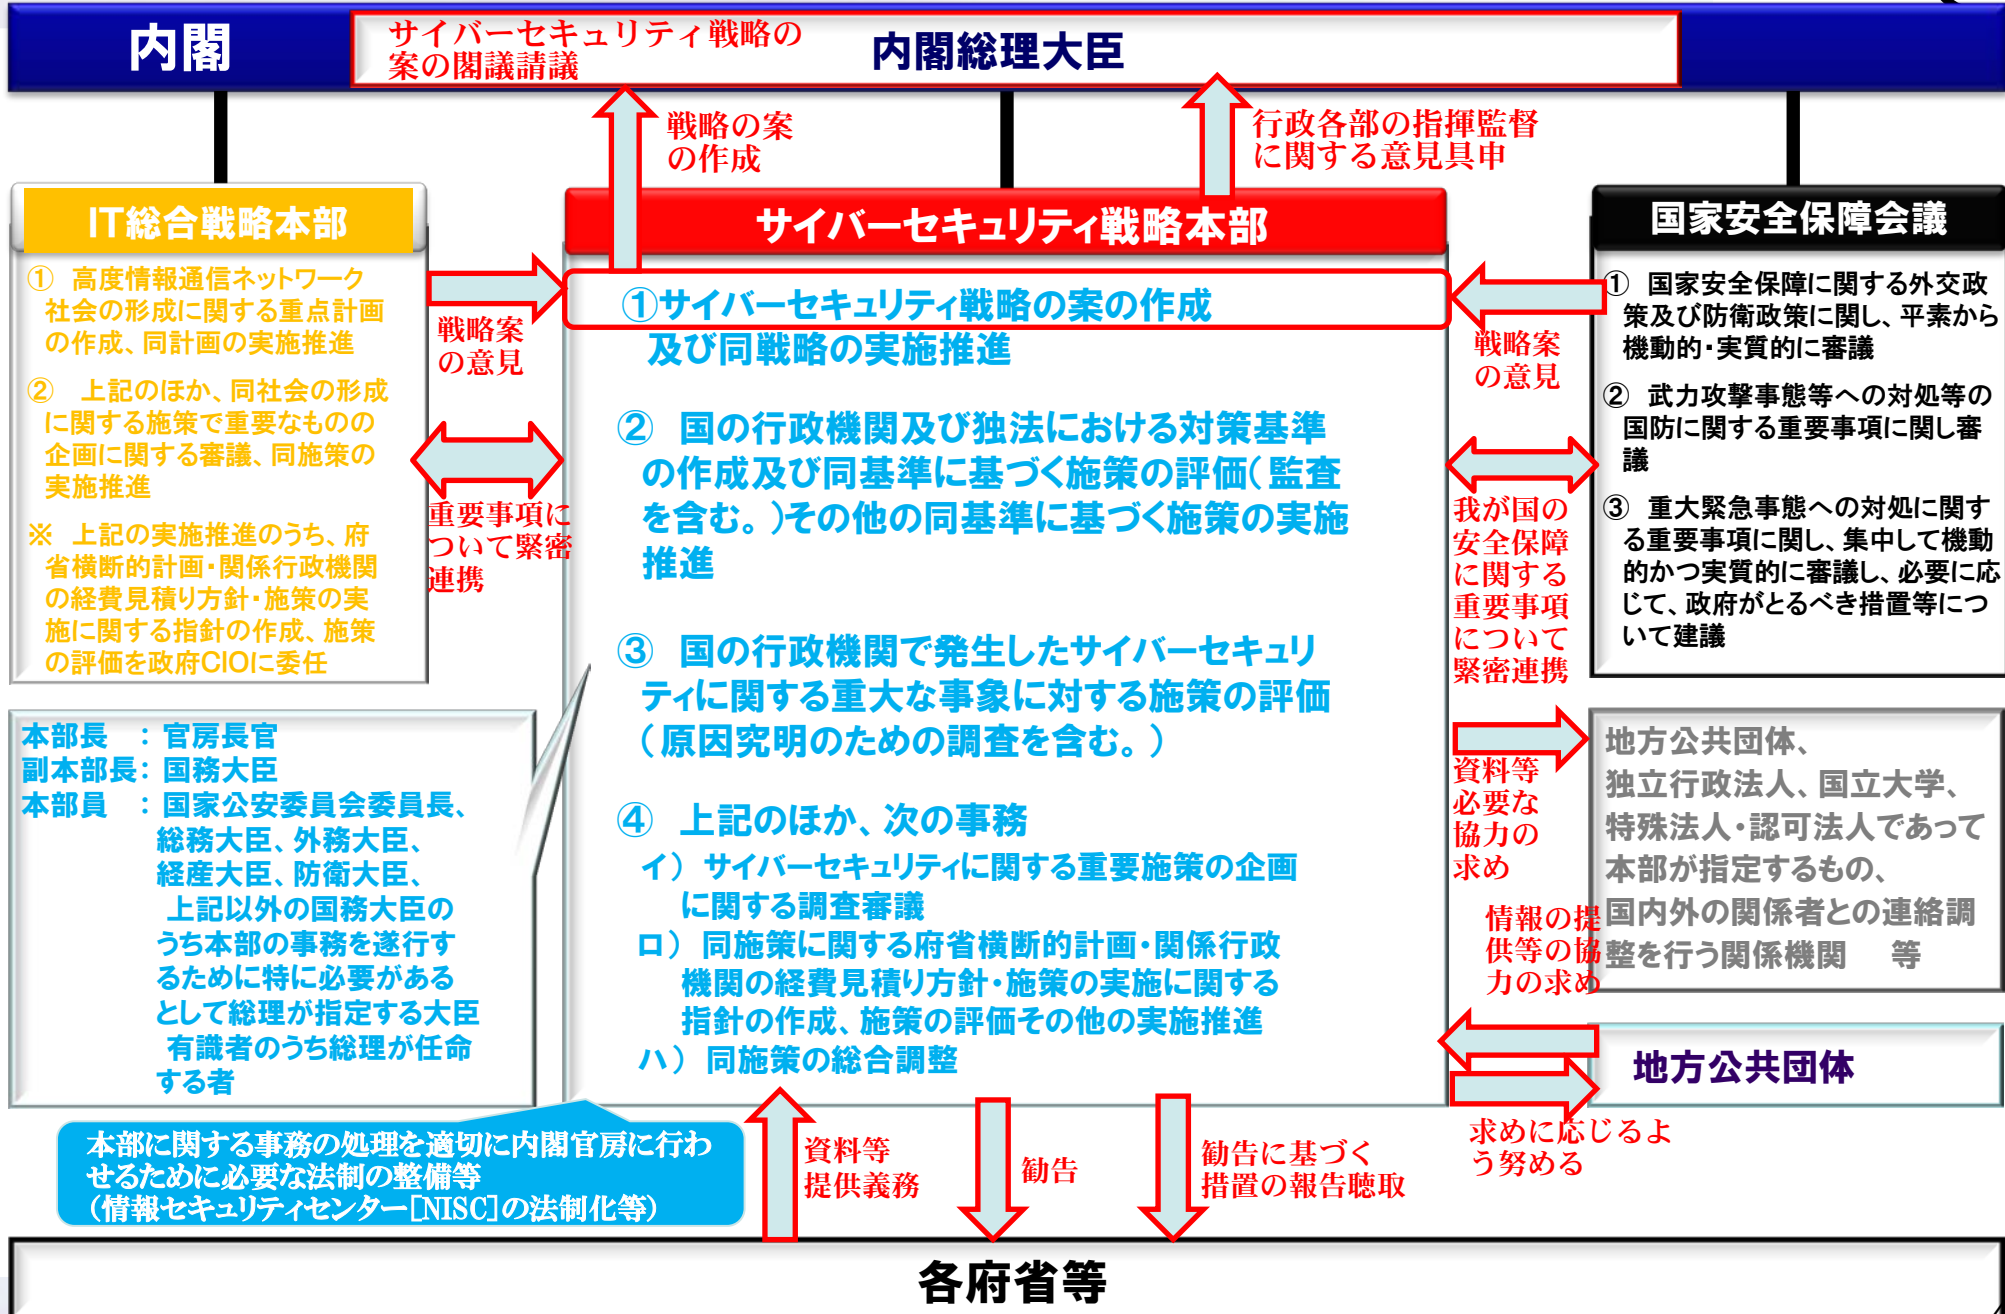 内閣
サイバーセキュリティ戦略の
案の閣議請議
内閣総理大臣
戦略の案
の作成
行政各部の指揮監督
に関する意見具申
IT総合戦略本部
① 高度情報通信ネットワーク
社会の形成に関する重点計画
の作成、同計画の実施推進
② 上記のほか、同社会の形成
に関する施策で重要なものの
企画に関する審議、同施策の
実施推進
※ 上記の実施推進のうち、府
省横断的計画・関係行政機関
の経費見積り方針・施策の実
施に関する指針の作成、施策
の評価を政府CIOに委任
戦略案
の意見
重要事項に
ついて緊密
連携
サイバーセキュリティ戦略本部
①サイバーセキュリティ戦略の案の作成
及び同戦略の実施推進
② 国の行政機関及び独法における対策基準
の作成及び同基準に基づく施策の評価(監査
を含む。)その他の同基準に基づく施策の実施
推進
③ 国の行政機関で発生したサイバーセキュリ
ティに関する重大な事象に対する施策の評価
(原因究明のための調査を含む。)
④ 上記のほか、次の事務
イ) サイバーセキュリティに関する重要施策の企画
に関する調査審議
ロ) 同施策に関する府省横断的計画・関係行政
機関の経費見積り方針・施策の実施に関する
指針の作成、施策の評価その他の実施推進
ハ) 同施策の総合調整
国家安全保障会議
① 国家安全保障に関する外交政
策及び防衛政策に関し、平素から
機動的・実質的に審議
② 武力攻撃事態等への対処等の
国防に関する重要事項に関し審
議
③ 重大緊急事態への対処に関す
る重要事項に関し、集中して機動
的かつ実質的に審議し、必要に応
じて、政府がとるべき措置等につ
いて建議
戦略案
の意見
我が国の
安全保障
に関する
重要事項
について
緊密連携
本部長 : 官房長官
副本部長: 国務大臣
本部員 : 国家公安委員会委員長、
総務大臣、外務大臣、
経産大臣、防衛大臣、
上記以外の国務大臣の
うち本部の事務を遂行す
るために特に必要がある
として総理が指定する大臣
有識者のうち総理が任命
する者
資料等
必要な
協力の
求め
地方公共団体、
独立行政法人、国立大学、
特殊法人・認可法人であって
本部が指定するもの、
国内外の関係者との連絡調
整を行う関係機関 等
情報の提
供等の協
力の求め
地方公共団体
求めに応じるよ
う努める
本部に関する事務の処理を適切に内閣官房に行わ
せるために必要な法制の整備等
(情報セキュリティセンター[NISC]の法制化等)
資料等
提供義務
勧告
勧告に基づく
措置の報告聴取
各府省等